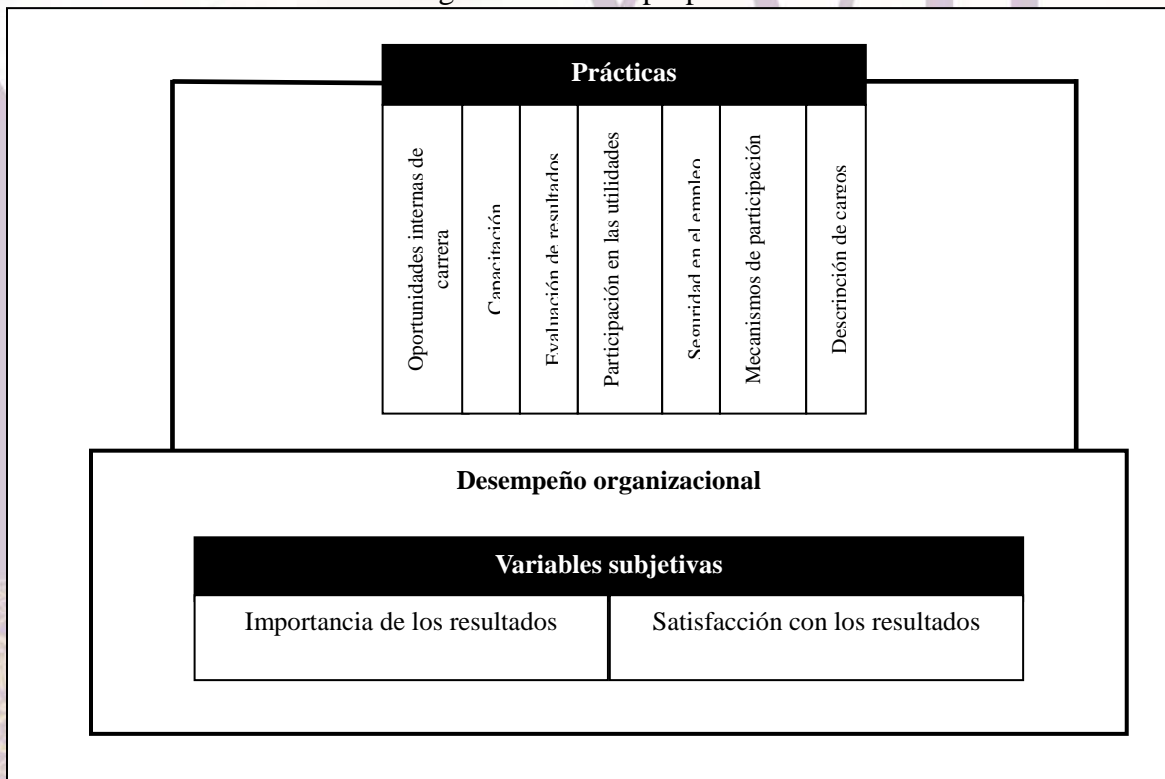 Prácticas
Oportunidades internas de
carrera
Capacitación
Evaluación de resultados
Participación en las utilidades
Seguridad en el empleo
Mecanismos de participación
Descripción de cargos
Desempeño organizacional
Variables subjetivas
Importancia de los resultados
Satisfacción con los resultados